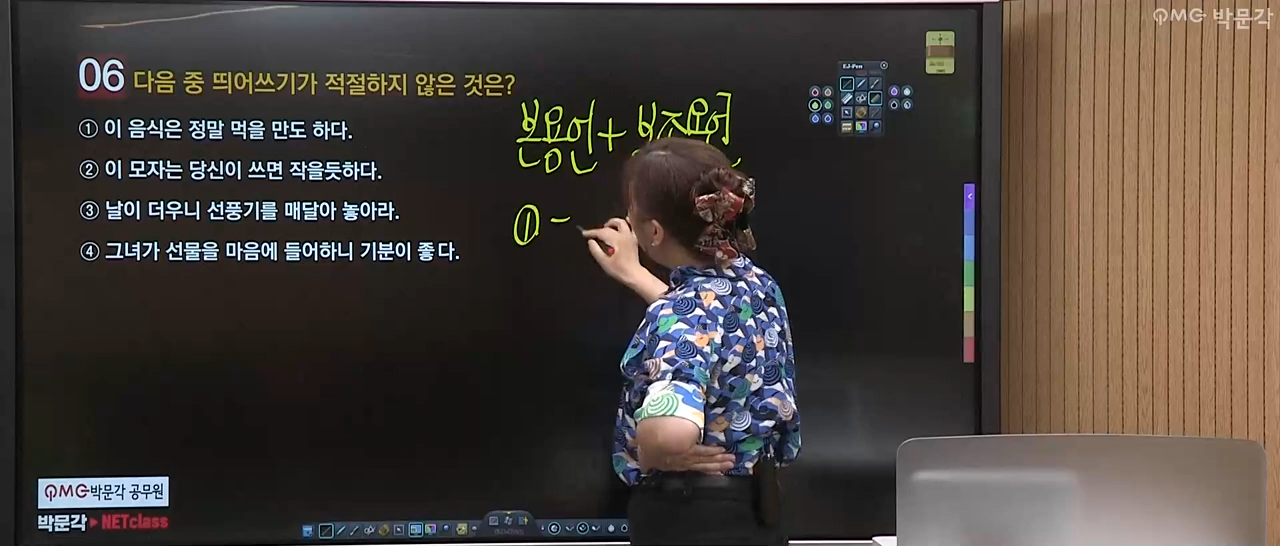 PMG 박문각
06 다음 중 띄어쓰기가 적절하지 않은 것은?
① 이 음식은 정말 먹을 만도 하다.
② 이 모자는 당신이 쓰면 작을듯하다.
③ 날이 더우니 선풍기를 매달아 놓아라.
④ 그녀가 선물을 마음에 들어하니 기분이 좋다.
본용언 + 보조용언
① -
EJ-Pen
PMG 박문각 공무원
박문각 ▶ NETclass